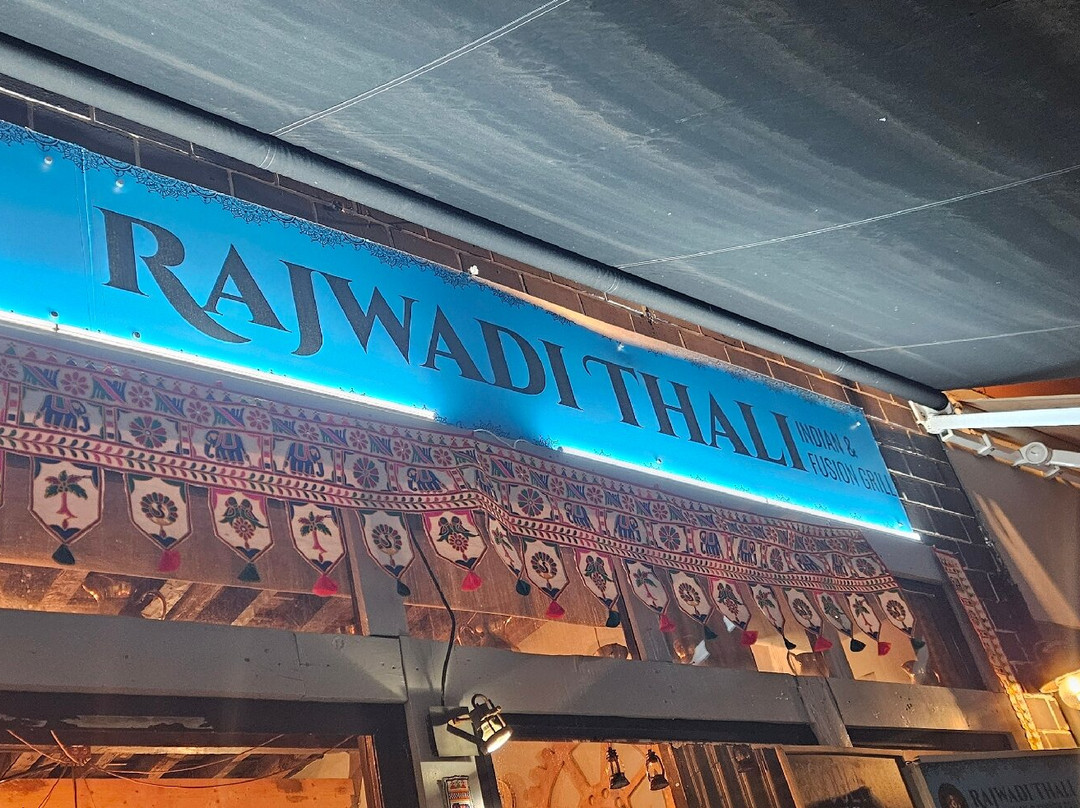 RAJWADI THALI
INDIAN &
FUSION GRILL
RAJWADI THALI